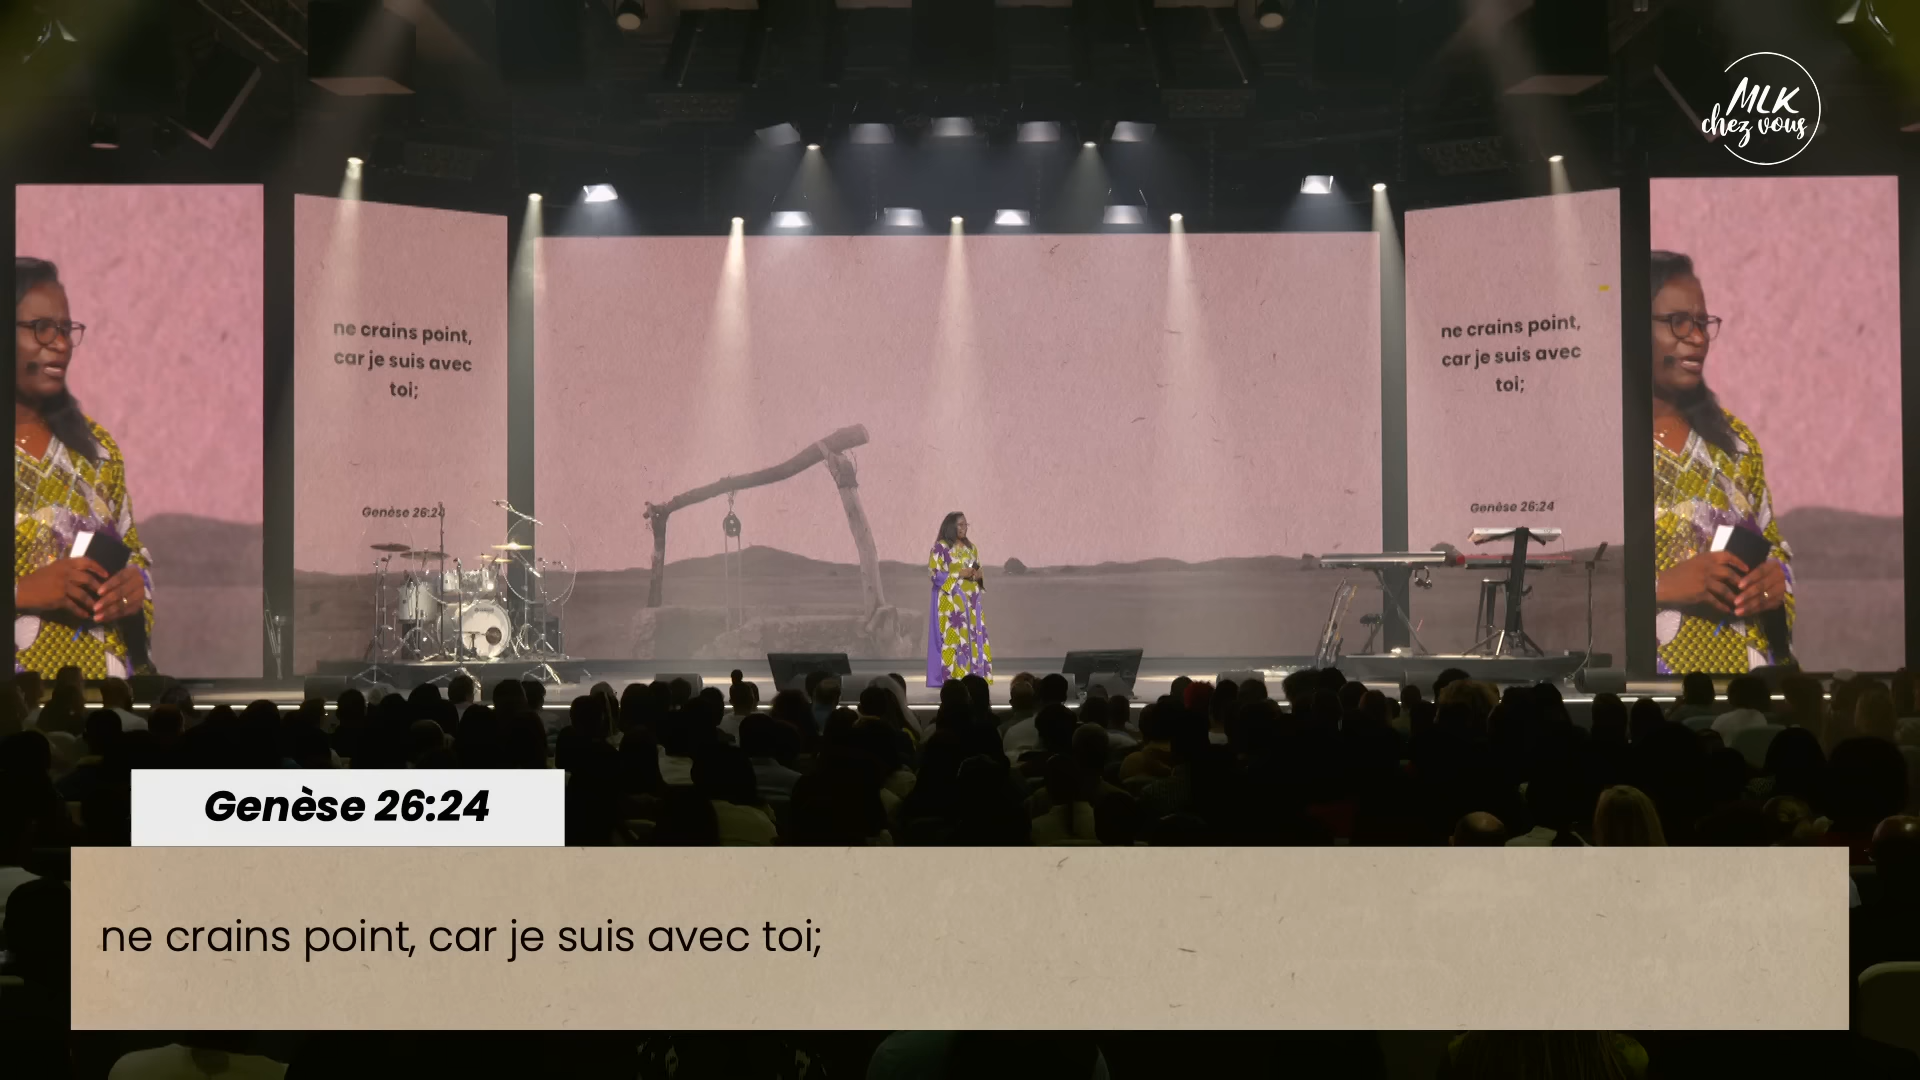 MLK
chez vous
ne crains point,
car je suis avec
toi;
Genèse 26:24
ne crains point,
car je suis avec
toi;
Genèse 26:24
Genèse 26:24
ne crains point, car je suis avec toi;